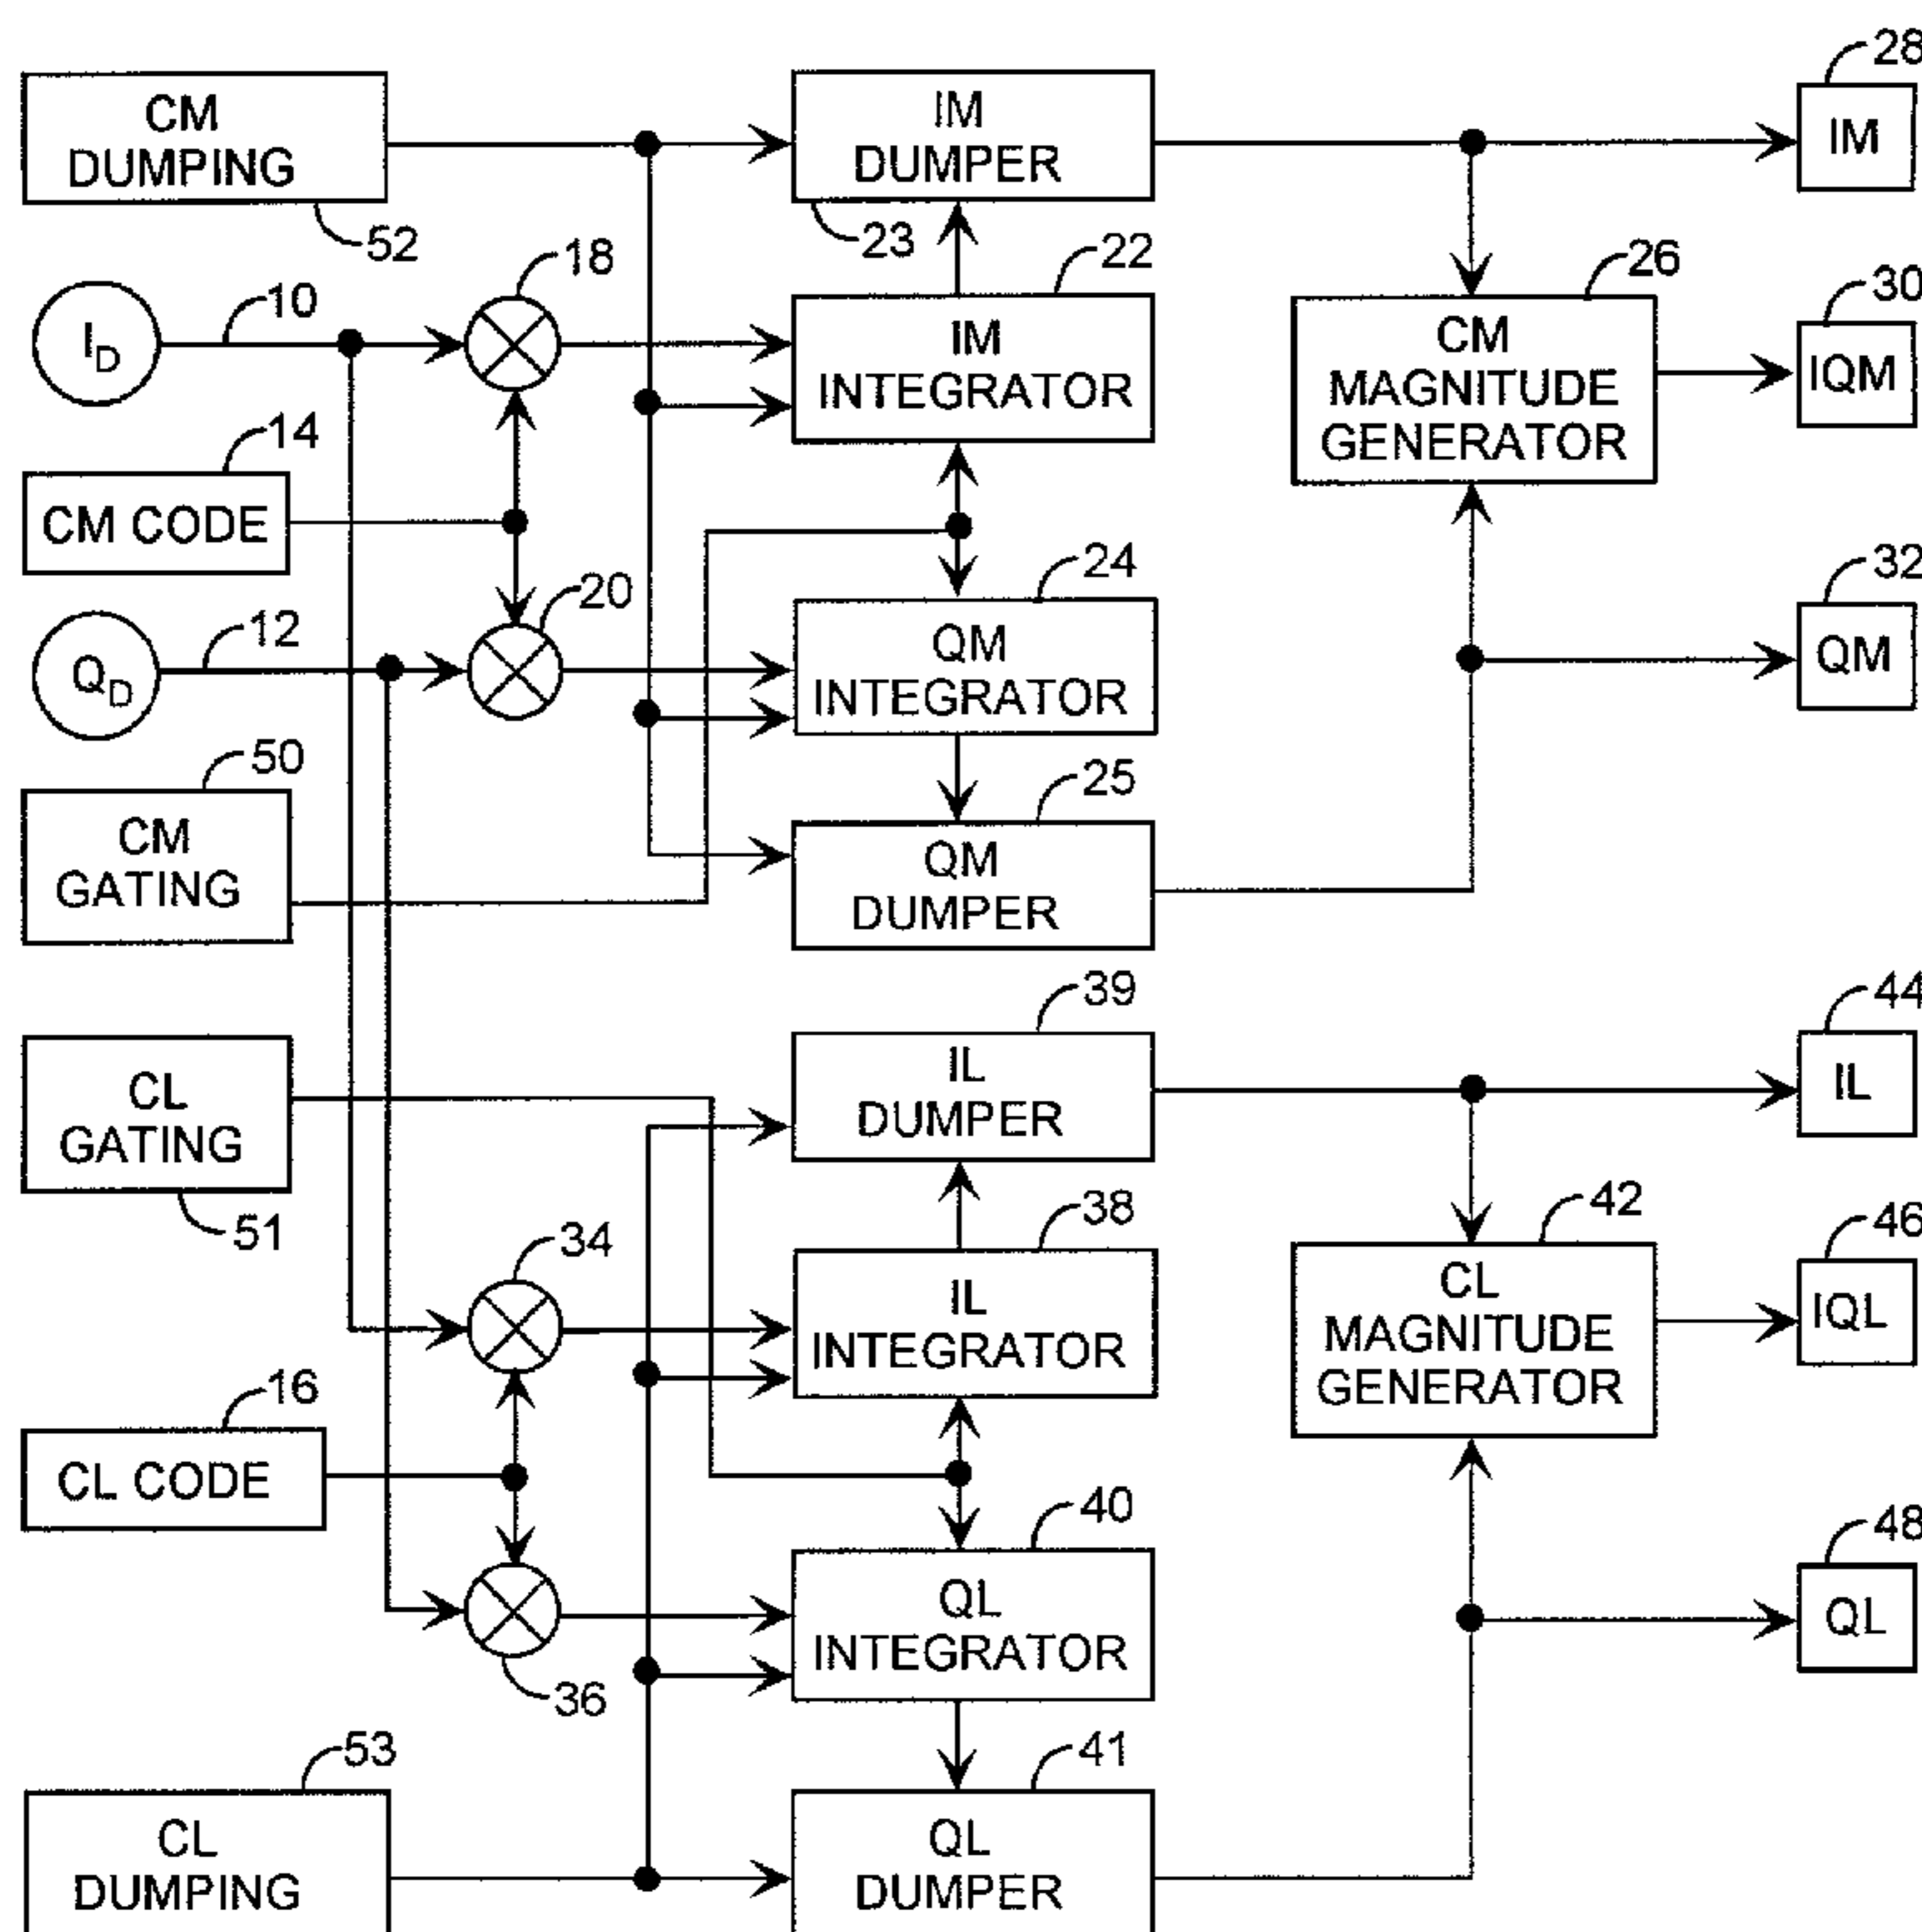 28
CM
DUMPING
IM
DUMPER
IM
52
23
18
22
26
30
10
I_D
IM
INTEGRATOR
CM
MAGNITUDE
GENERATOR
IQM
14
CM CODE
24
32
20
12
Q_D
QM
INTEGRATOR
QM
50
25
CM
GATING
QM
DUMPER
39
44
CL
GATING
IL
DUMPER
IL
51
38
42
46
34
IL
INTEGRATOR
CL
MAGNITUDE
GENERATOR
IQL
16
CL CODE
40
48
QL
INTEGRATOR
QL
36
53
41
CL
DUMPING
QL
DUMPER